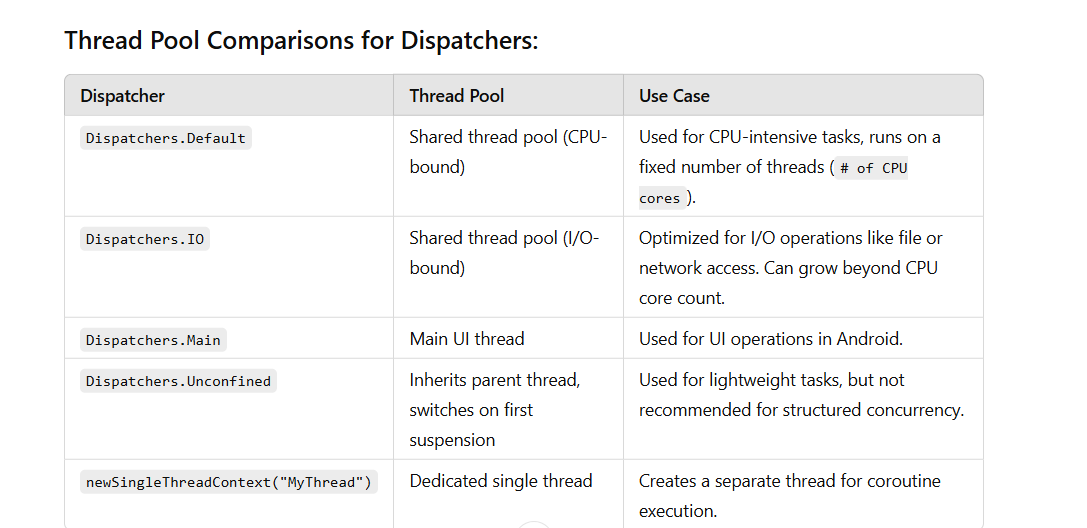 Thread Pool Comparisons for Dispatchers:
Dispatcher
Thread Pool
Use Case
Dispatchers.Default
Shared thread pool (CPU-
bound)
Used for CPU-intensive tasks, runs on a
fixed number of threads ( # of CPU
cores ).
Dispatchers.IO
Shared thread pool (I/O-
bound)
Optimized for I/O operations like file or
network access. Can grow beyond CPU
core count.
Dispatchers.Main
Main UI thread
Used for UI operations in Android.
Dispatchers.Unconfined
Inherits parent thread,
switches on first
suspension
Used for lightweight tasks, but not
recommended for structured concurrency.
newSingleThreadContext("MyThread")
Dedicated single thread
Creates a separate thread for coroutine
execution.